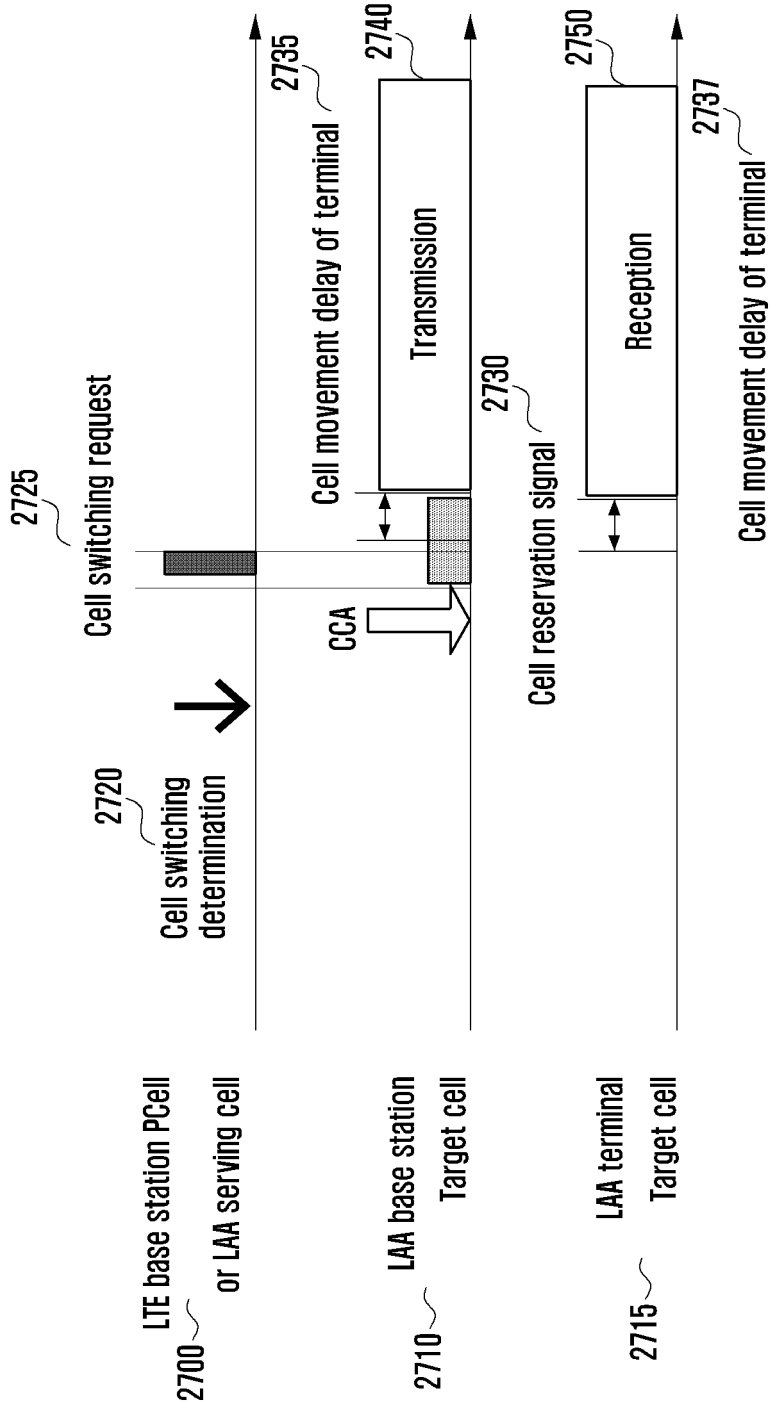 2725
Cell switching request
2720
Cell switching
determination
LTE base station PCell
or LAA serving cell
2700
2735
Cell movement delay of terminal
2740
Transmission
CCA
LAA base station
Target cell
2710
2730
Cell reservation signal
2750
Reception
LAA terminal
Target cell
2715
2737
Cell movement delay of terminal